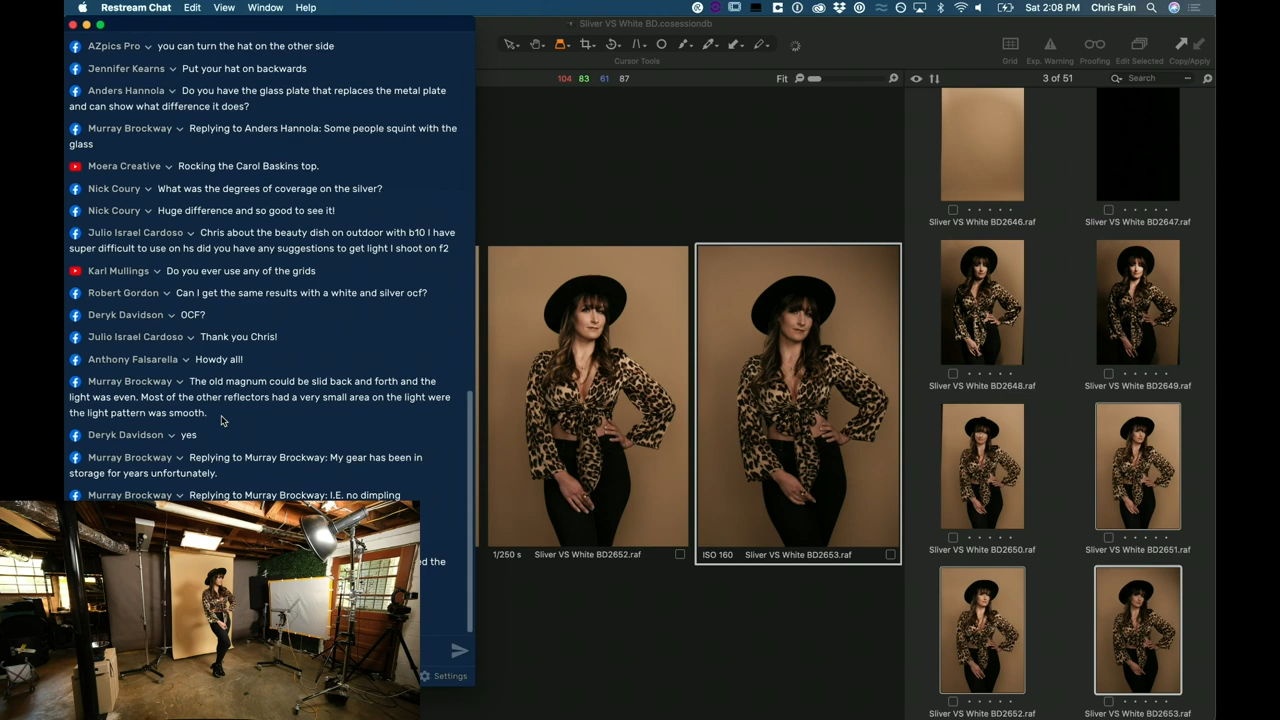 Restream Chat Edit View Window Help
Sat 2:08 PM Chris Fain
Sliver VS White BD.cosessiondb
Cursor Tools
Grid Exp. Warning Proofing Edit Selected Copy/Apply
104 83 61 87
Fit
3 of 51
Search
AZpics Pro you can turn the hat on the other side
Jennifer Kearns Put your hat on backwards
Anders Hannola Do you have the glass plate that replaces the metal plate
and can show what difference it does?
Murray Brockway Replying to Anders Hannola: Some people squint with the
glass
Moera Creative Rocking the Carol Baskins top.
Nick Coury What was the degrees of coverage on the silver?
Nick Coury Huge difference and so good to see it!
Julio Israel Cardoso Chris about the beauty dish on outdoor with b10 I have
super difficult to use on hs did you have any suggestions to get light I shoot on f2
Karl Mullings Do you ever use any of the grids
Robert Gordon Can I get the same results with a white and silver ocf?
Deryk Davidson OCF?
Julio Israel Cardoso Thank you Chris!
Anthony Falsarella Howdy all!
Murray Brockway The old magnum could be slid back and forth and the
light was even. Most of the other reflectors had a very small area on the light were
the light pattern was smooth.
Deryk Davidson yes
Murray Brockway Replying to Murray Brockway: My gear has been in
storage for years unfortunately.
Murray Brockway Replying to Murray Brockway: I.E. no dimpling
ed the
Settings
1/250 s Sliver VS White BD2652.raf
ISO 160 Sliver VS White BD2653.raf
Sliver VS White BD2646.raf
Sliver VS White BD2647.raf
Sliver VS White BD2648.raf
Sliver VS White BD2649.raf
Sliver VS White BD2650.raf
Sliver VS White BD2651.raf
Sliver VS White BD2652.raf
Sliver VS White BD2653.raf